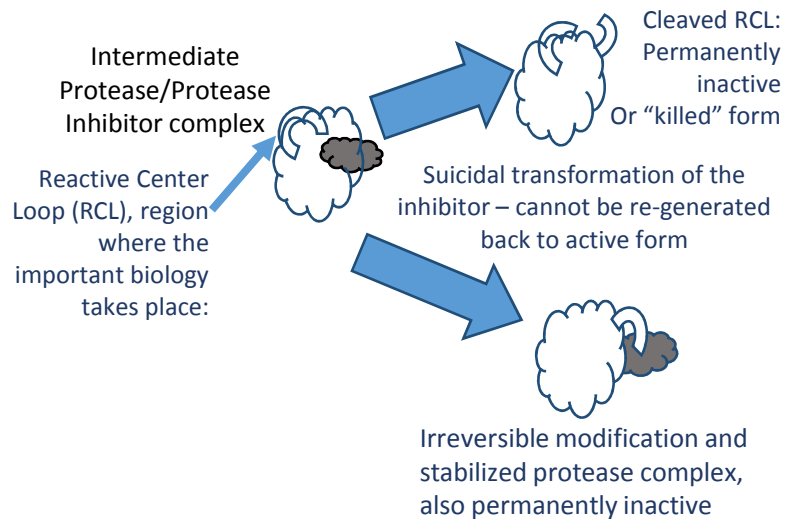 Intermediate
Protease/Protease
Inhibitor complex
Reactive Center
Loop (RCL), region
where the
important biology
takes place:
Cleaved RCL:
Permanently
inactive
Or “killed” form
Suicidal transformation of the
inhibitor – cannot be re-generated
back to active form
Irreversible modification and
stabilized protease complex,
also permanently inactive